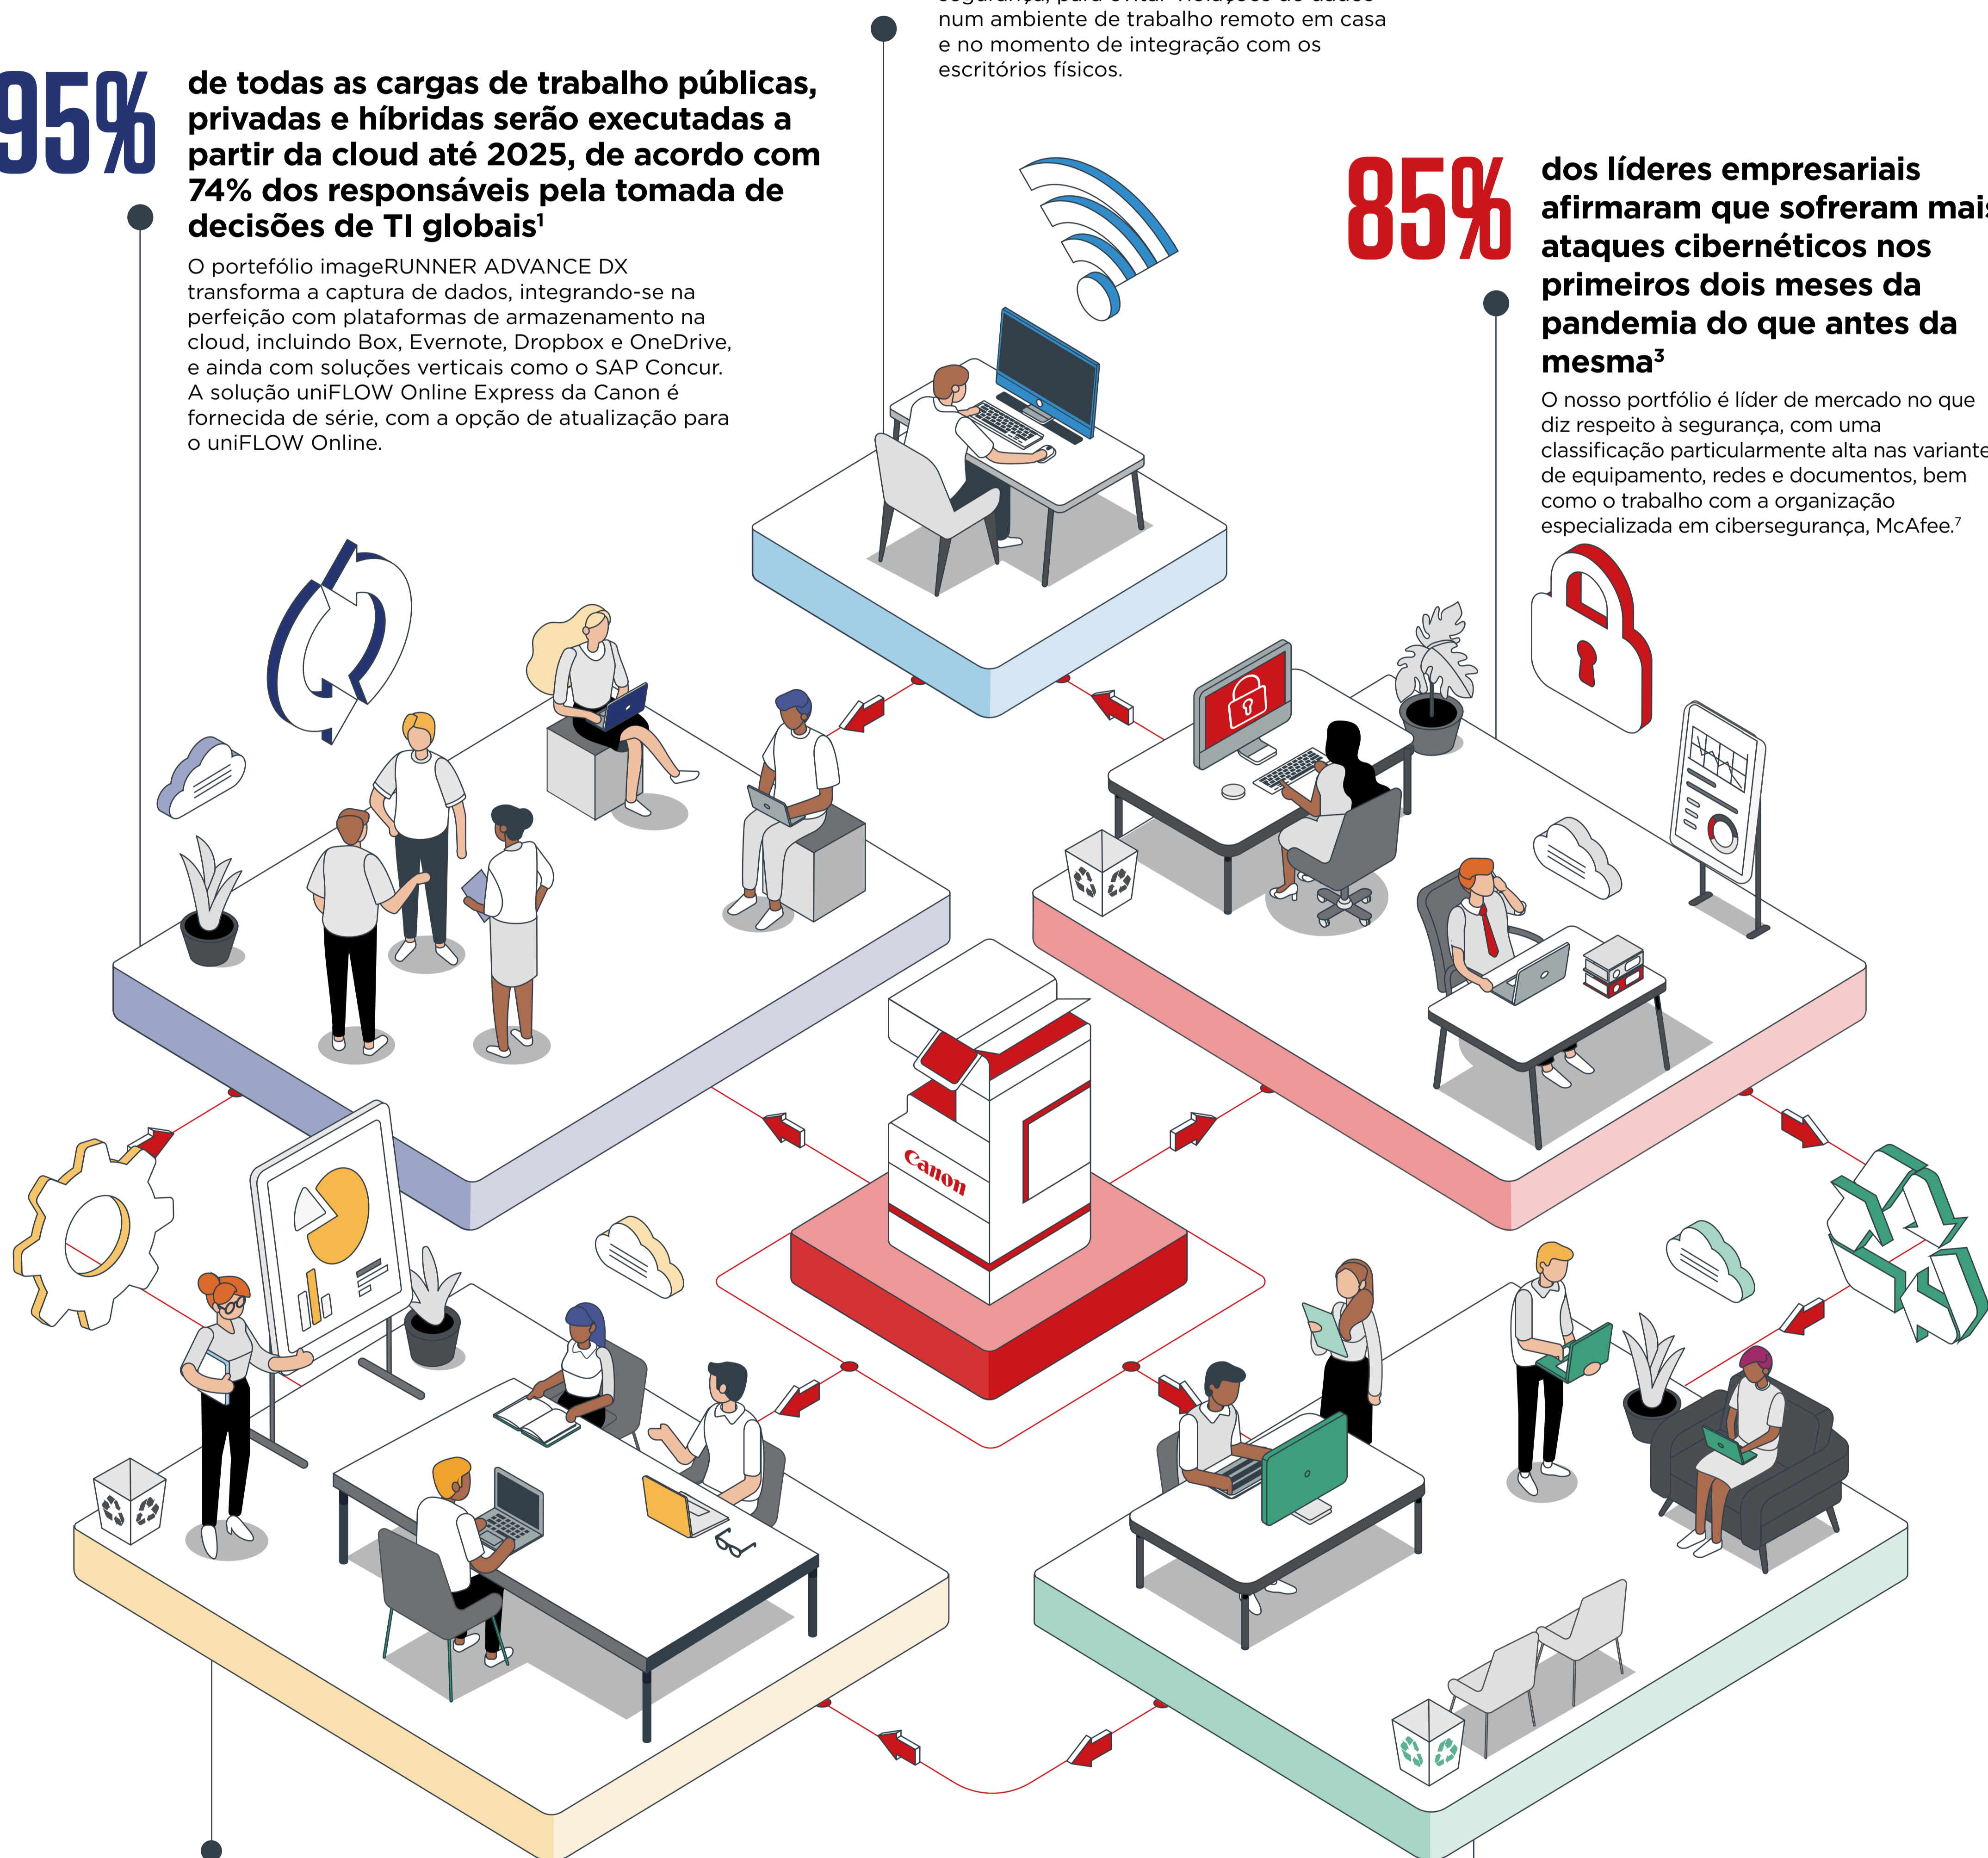 95%
de todas as cargas de trabalho públicas,
privadas e híbridas serão executadas a
partir da cloud até 2025, de acordo com
74% dos responsáveis pela tomada de
decisões de TI globais¹
O portefólio imageRUNNER ADVANCE DX
transforma a captura de dados, integrando-se na
perfeição com plataformas de armazenamento na
cloud, incluindo Box, Evernote, Dropbox e OneDrive,
e ainda com soluções verticais como o SAP Concur.
A solução uniFLOW Online Express da Canon é
fornecida de série, com a opção de atualização para
o uniFLOW Online.
num ambiente de trabalho remoto em casa
e no momento de integração com os
escritórios físicos.
85%
dos líderes empresariais
afirmaram que sofreram mais
ataques cibernéticos nos
primeiros dois meses da
pandemia do que antes da
mesma³
O nosso portfólio é líder de mercado no que
diz respeito à segurança, com uma
classificação particularmente alta nas variante
de equipamento, redes e documentos, bem
como o trabalho com a organização
especializada em cibersegurança, McAfee.⁷
Canon